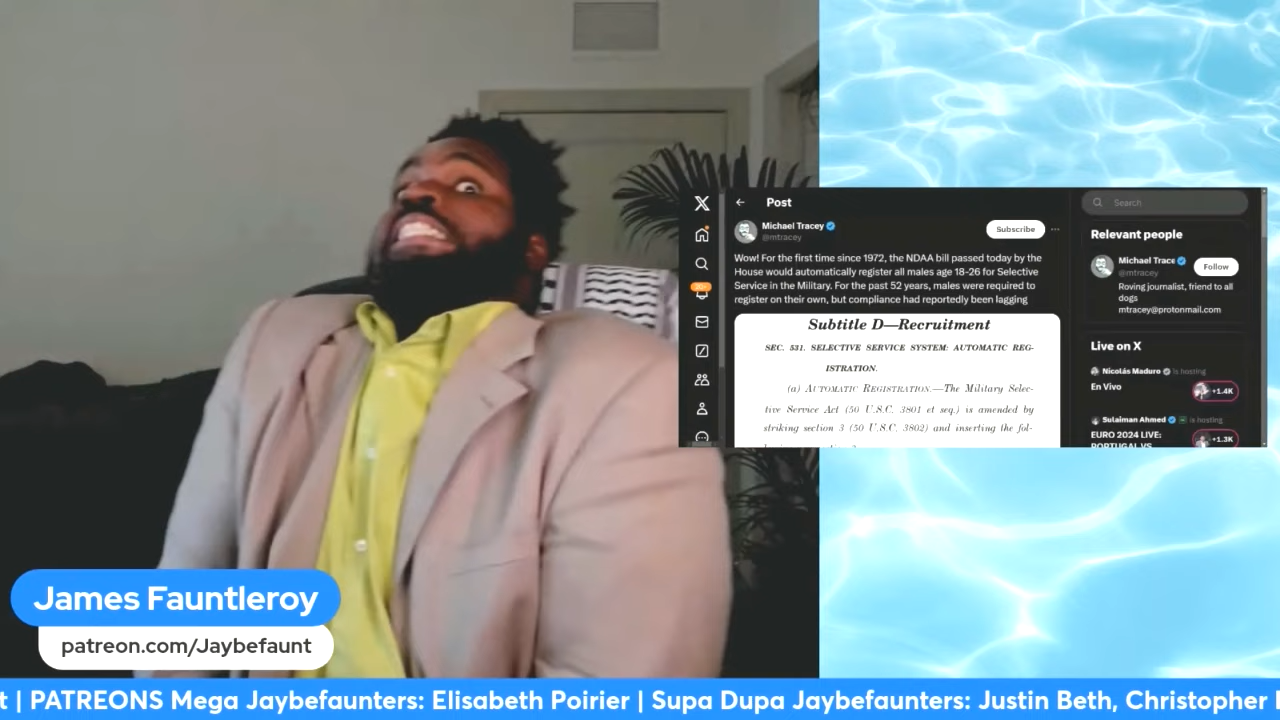 Post
Search
Michael Tracey
@mtracey
Subscribe
Wow! For the first time since 1972, the NDAA bill passed today by the
House would automatically register all males age 18-26 for Selective
Service in the Military. For the past 52 years, males were required to
register on their own, but compliance had reportedly been lagging
Subtitle D—Recruitment
SEC. 531. SELECTIVE SERVICE SYSTEM: AUTOMATIC REG-
ISTRATION.
(a) AUTOMATIC REGISTRATION.—The Military Selec-
tive Service Act (50 U.S.C. 3801 et seq.) is amended by
striking section 3 (50 U.S.C. 3802) and inserting the fol-
Relevant people
Michael Trace
@mtracey
Follow
Roving journalist, friend to all
dogs
mtracey@protonmail.com
Live on X
Nicolás Maduro is hosting
En Vivo
+1.4K
Sulaiman Ahmed is hosting
EURO 2024 LIVE:
PORTUGAL VS
+1.3K
James Fauntleroy
patreon.com/Jaybefaunt
t | PATREONS Mega Jaybefaunters: Elisabeth Poirier | Supa Dupa Jaybefaunters: Justin Beth, Christopher